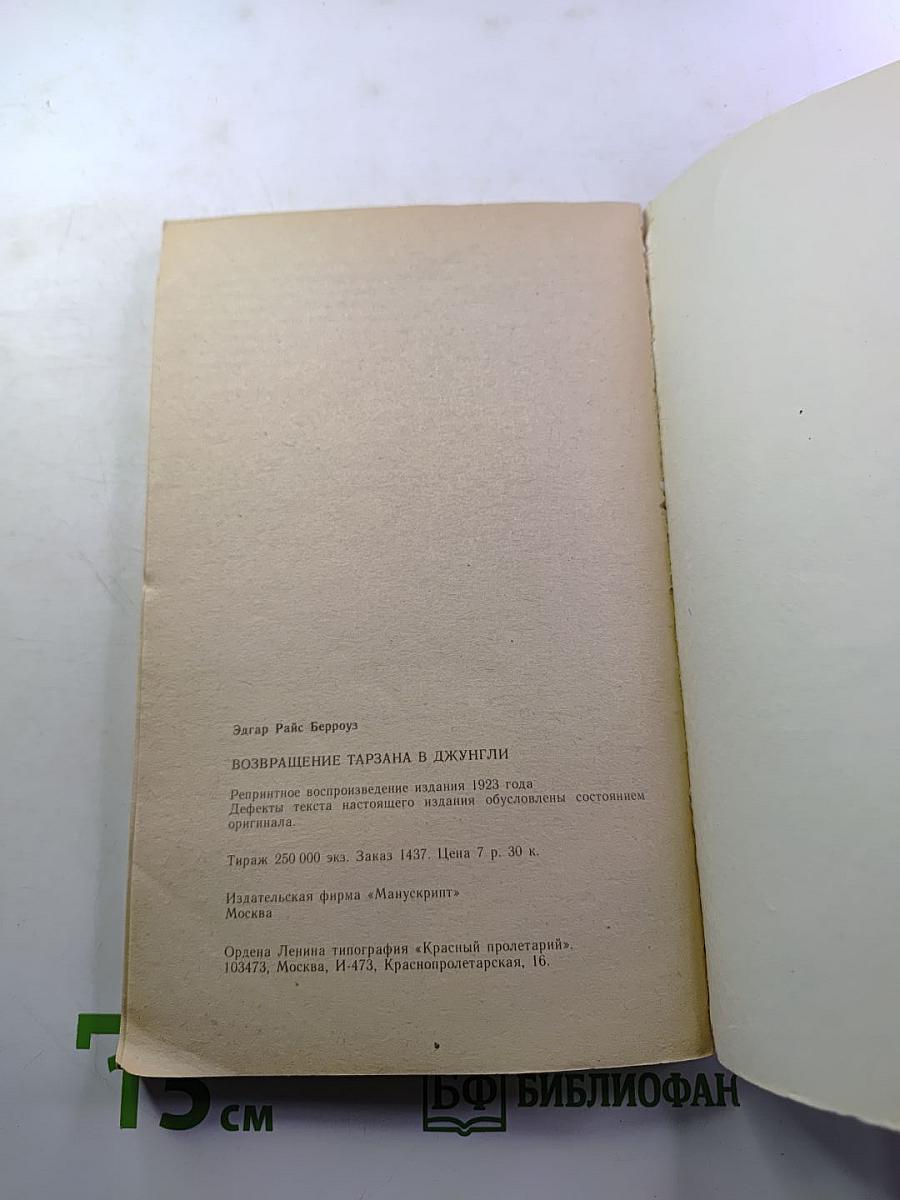 Эдгар Райс Берроуз
ВОЗВРАЩЕНИЕ ТАРЗАНА В ДЖУНГЛИ
Репринтное воспроизведение издания 1923 года
Дефекты текста настоящего издания обусловлены состоянием
оригинала.
Тираж 250 000 экз. Заказ 1437. Цена 7 р. 30 к.
Издательская фирма «Манускрипт»
Москва
Ордена Ленина типография «Красный пролетарий».
103473, Москва, И-473, Краснопролетарская, 16.
15 см
БФ БИБЛИОФАН